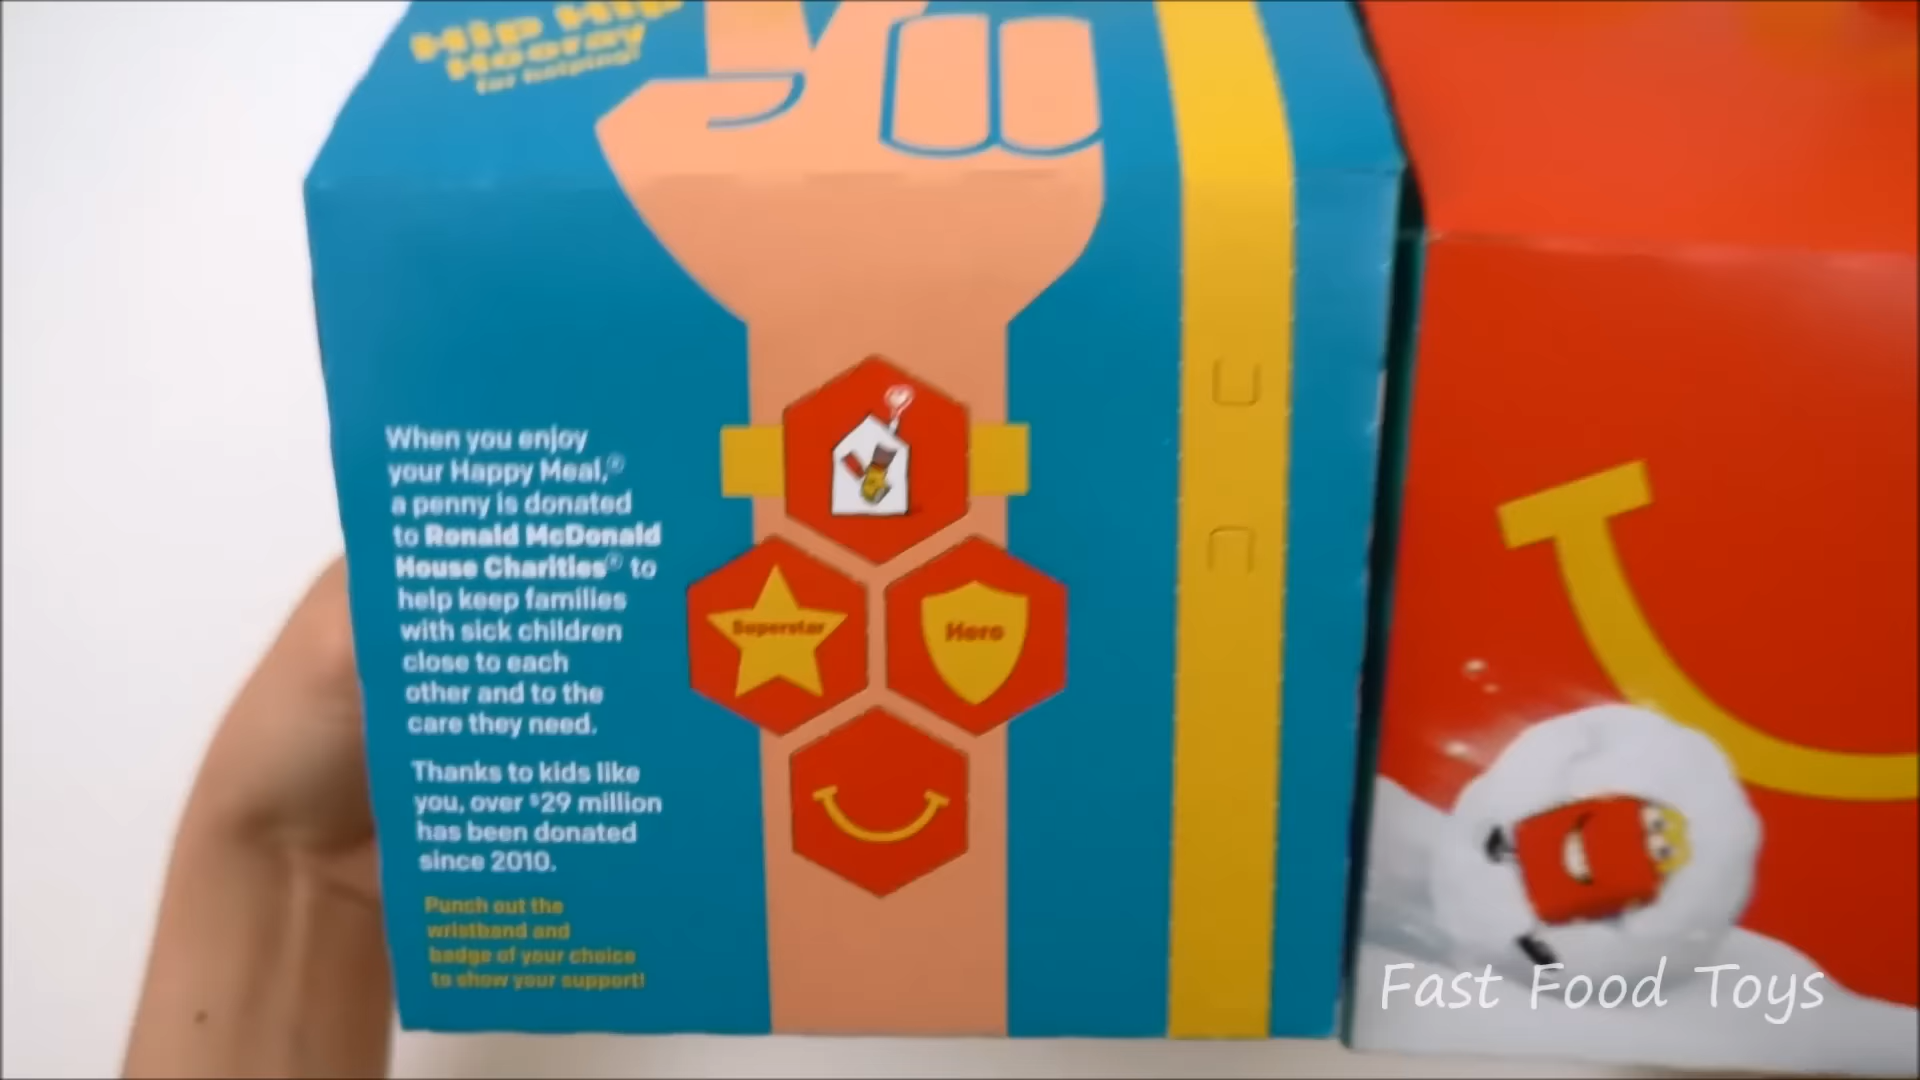 Hip Hip
Hooray
for helping!
When you enjoy
your Happy Meal,®
a penny is donated
to Ronald McDonald
House Charities® to
help keep families
with sick children
close to each
other and to the
care they need.
Thanks to kids like
you, over $29 million
has been donated
since 2010.
Punch out the
wristband and
badge of your choice
to show your support!
Superstar
Hero
Fast Food Toys